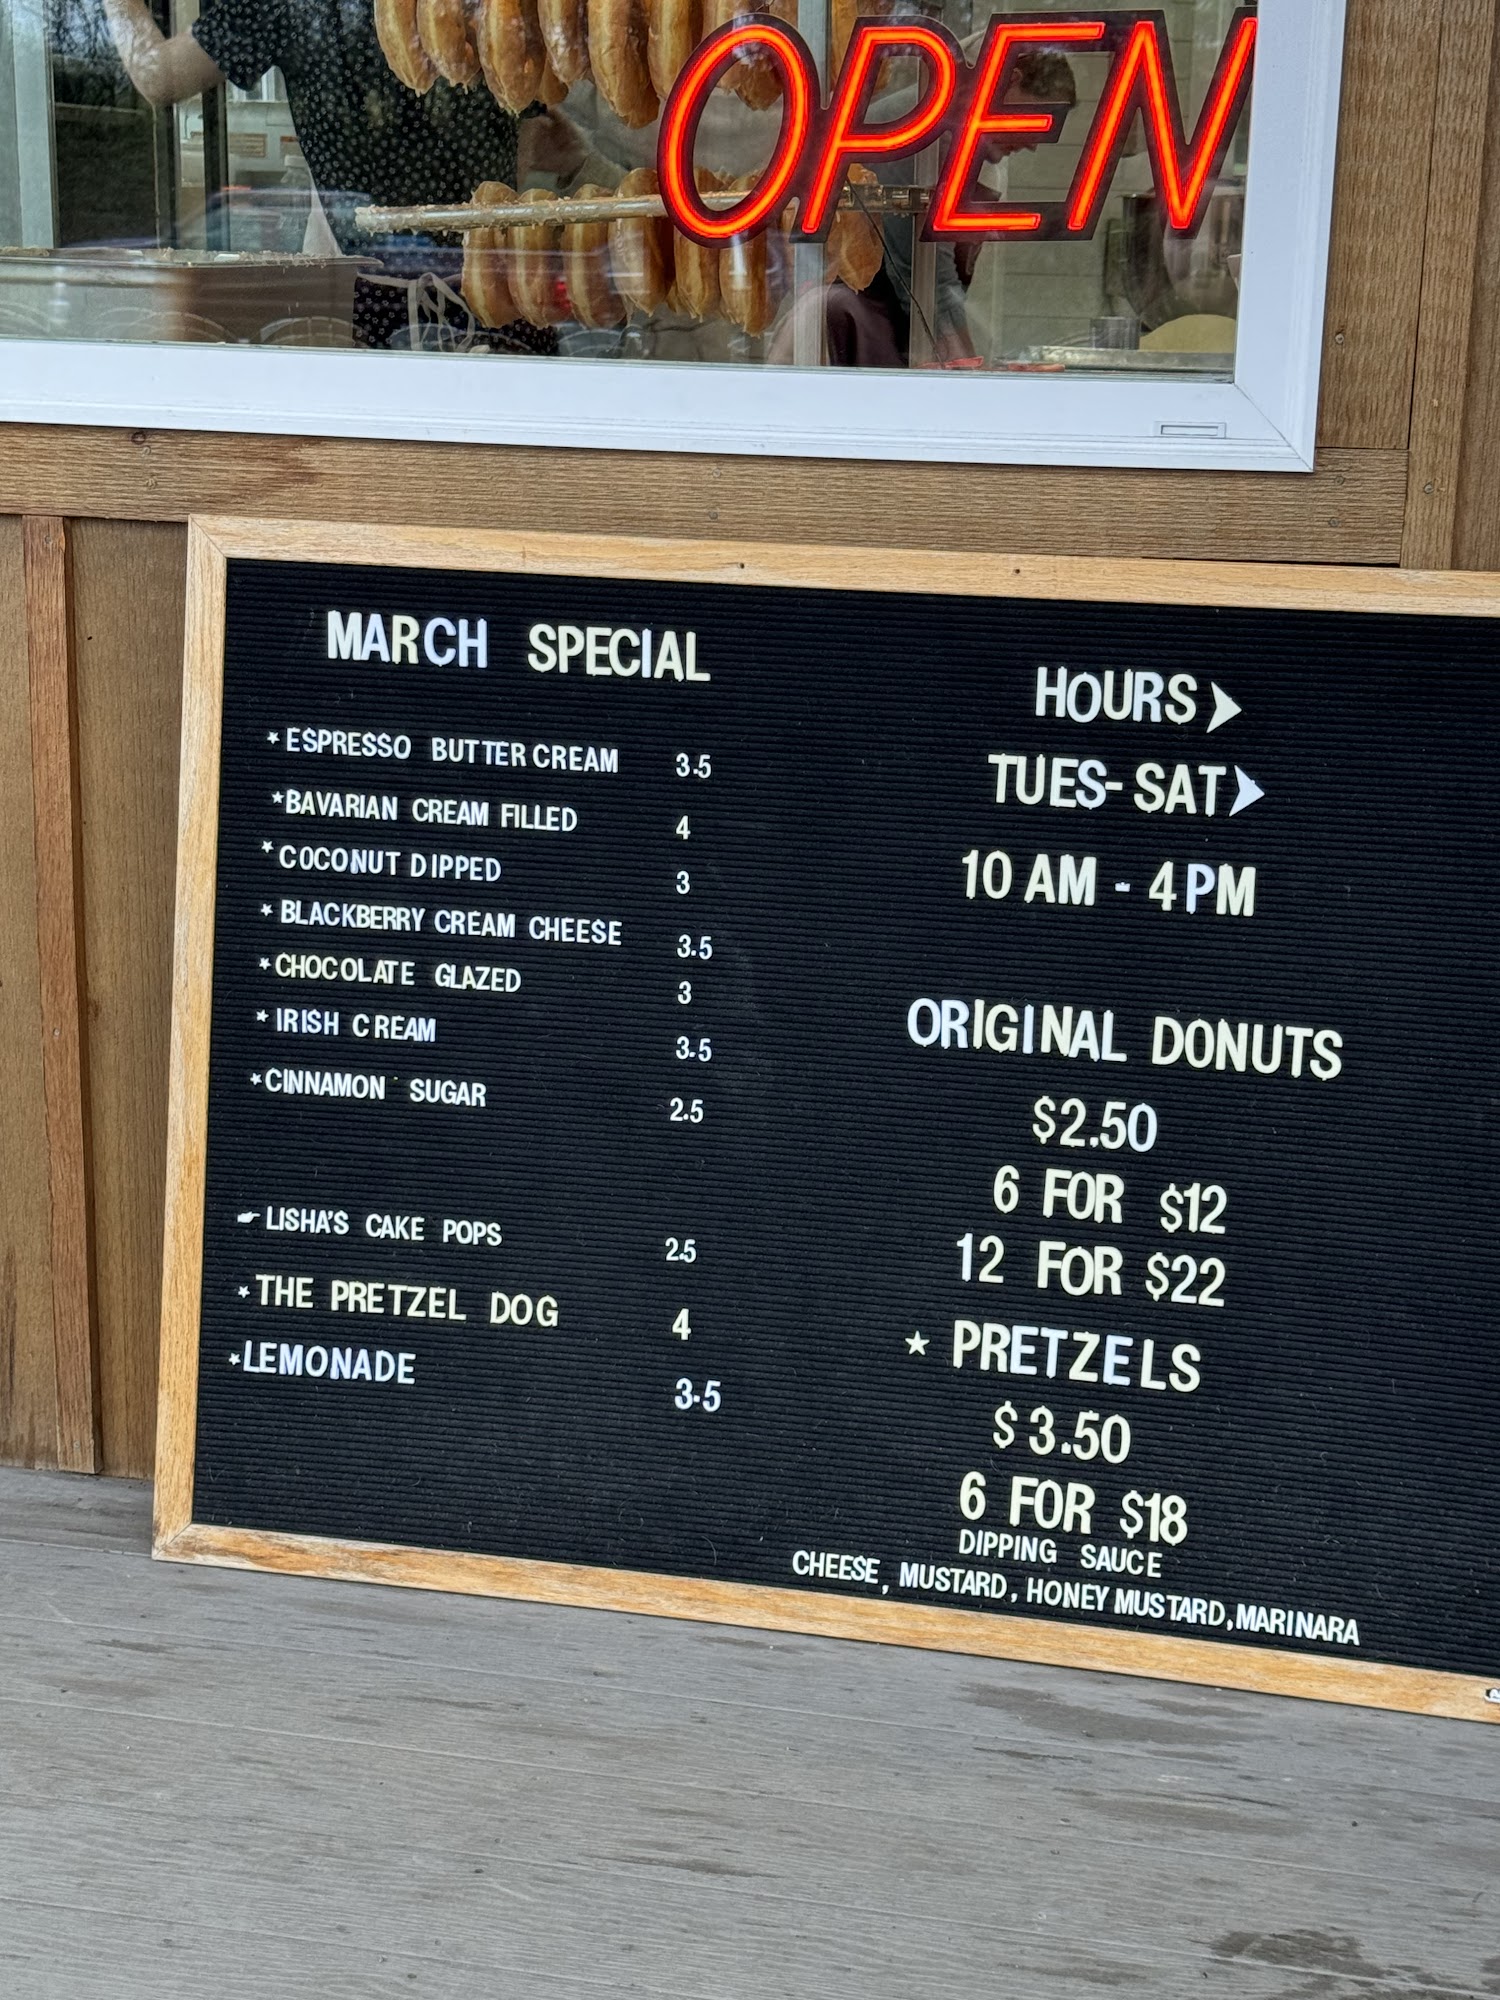 OPEN
MARCH SPECIAL
*ESPRESSO BUTTERCREAM 3.5
*BAVARIAN CREAM FILLED 4
*COCONUT DIPPED 3
*BLACKBERRY CREAM CHEESE 3.5
*CHOCOLATE GLAZED 3
*IRISH CREAM 3.5
*CINNAMON SUGAR 2.5
LISHA'S CAKE POPS 2.5
*THE PRETZEL DOG 4
*LEMONADE 3.5
HOURS
TUES-SAT
10 AM - 4PM
ORIGINAL DONUTS
$2.50
6 FOR $12
12 FOR $22
* PRETZELS
$3.50
6 FOR $18
DIPPING SAUCE
CHEESE, MUSTARD, HONEY MUSTARD, MARINARA